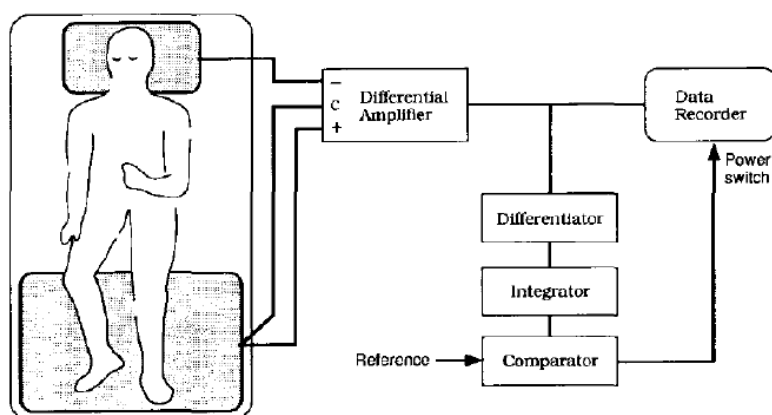 −
C
+
Differential
Amplifier
Data
Recorder
Power
switch
Differentiator
Integrator
Reference
Comparator